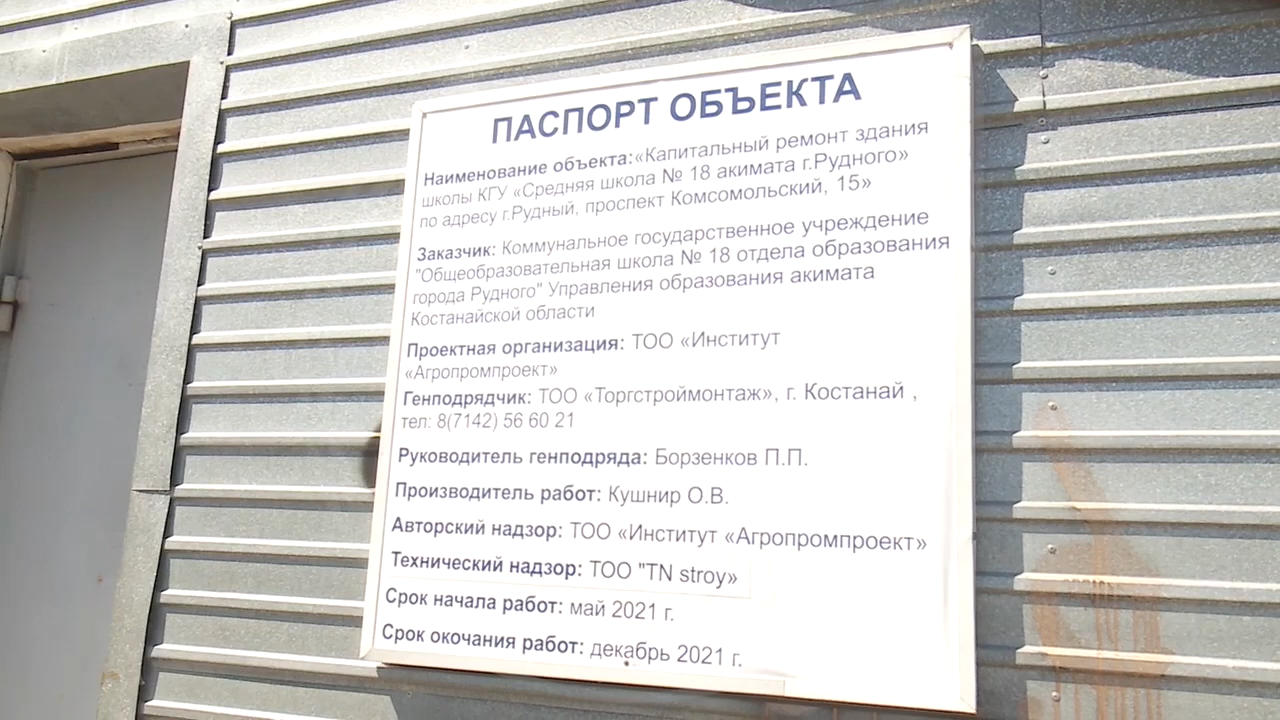 ПАСПОРТ ОБЪЕКТА
Наименование объекта:«Капитальный ремонт здания
школы КГУ «Средняя школа № 18 акимата г.Рудного»
по адресу г.Рудный, проспект Комсомольский, 15»
Заказчик: Коммунальное государственное учреждение
"Общеобразовательная школа № 18 отдела образования
города Рудного" Управления образования акимата
Костанайской области
Проектная организация: ТОО «Институт
«Агропромпроект»
Генподрядчик: ТОО «Торгстроймонтаж», г. Костанай ,
тел: 8(7142) 56 60 21
Руководитель генподряда: Борзенков П.П.
Производитель работ: Кушнир О.В.
Авторский надзор: ТОО «Институт «Агропромпроект»
Технический надзор: ТОО "TN stroy»
Срок начала работ: май 2021 г.
Срок окочания работ: декабрь 2021 г.